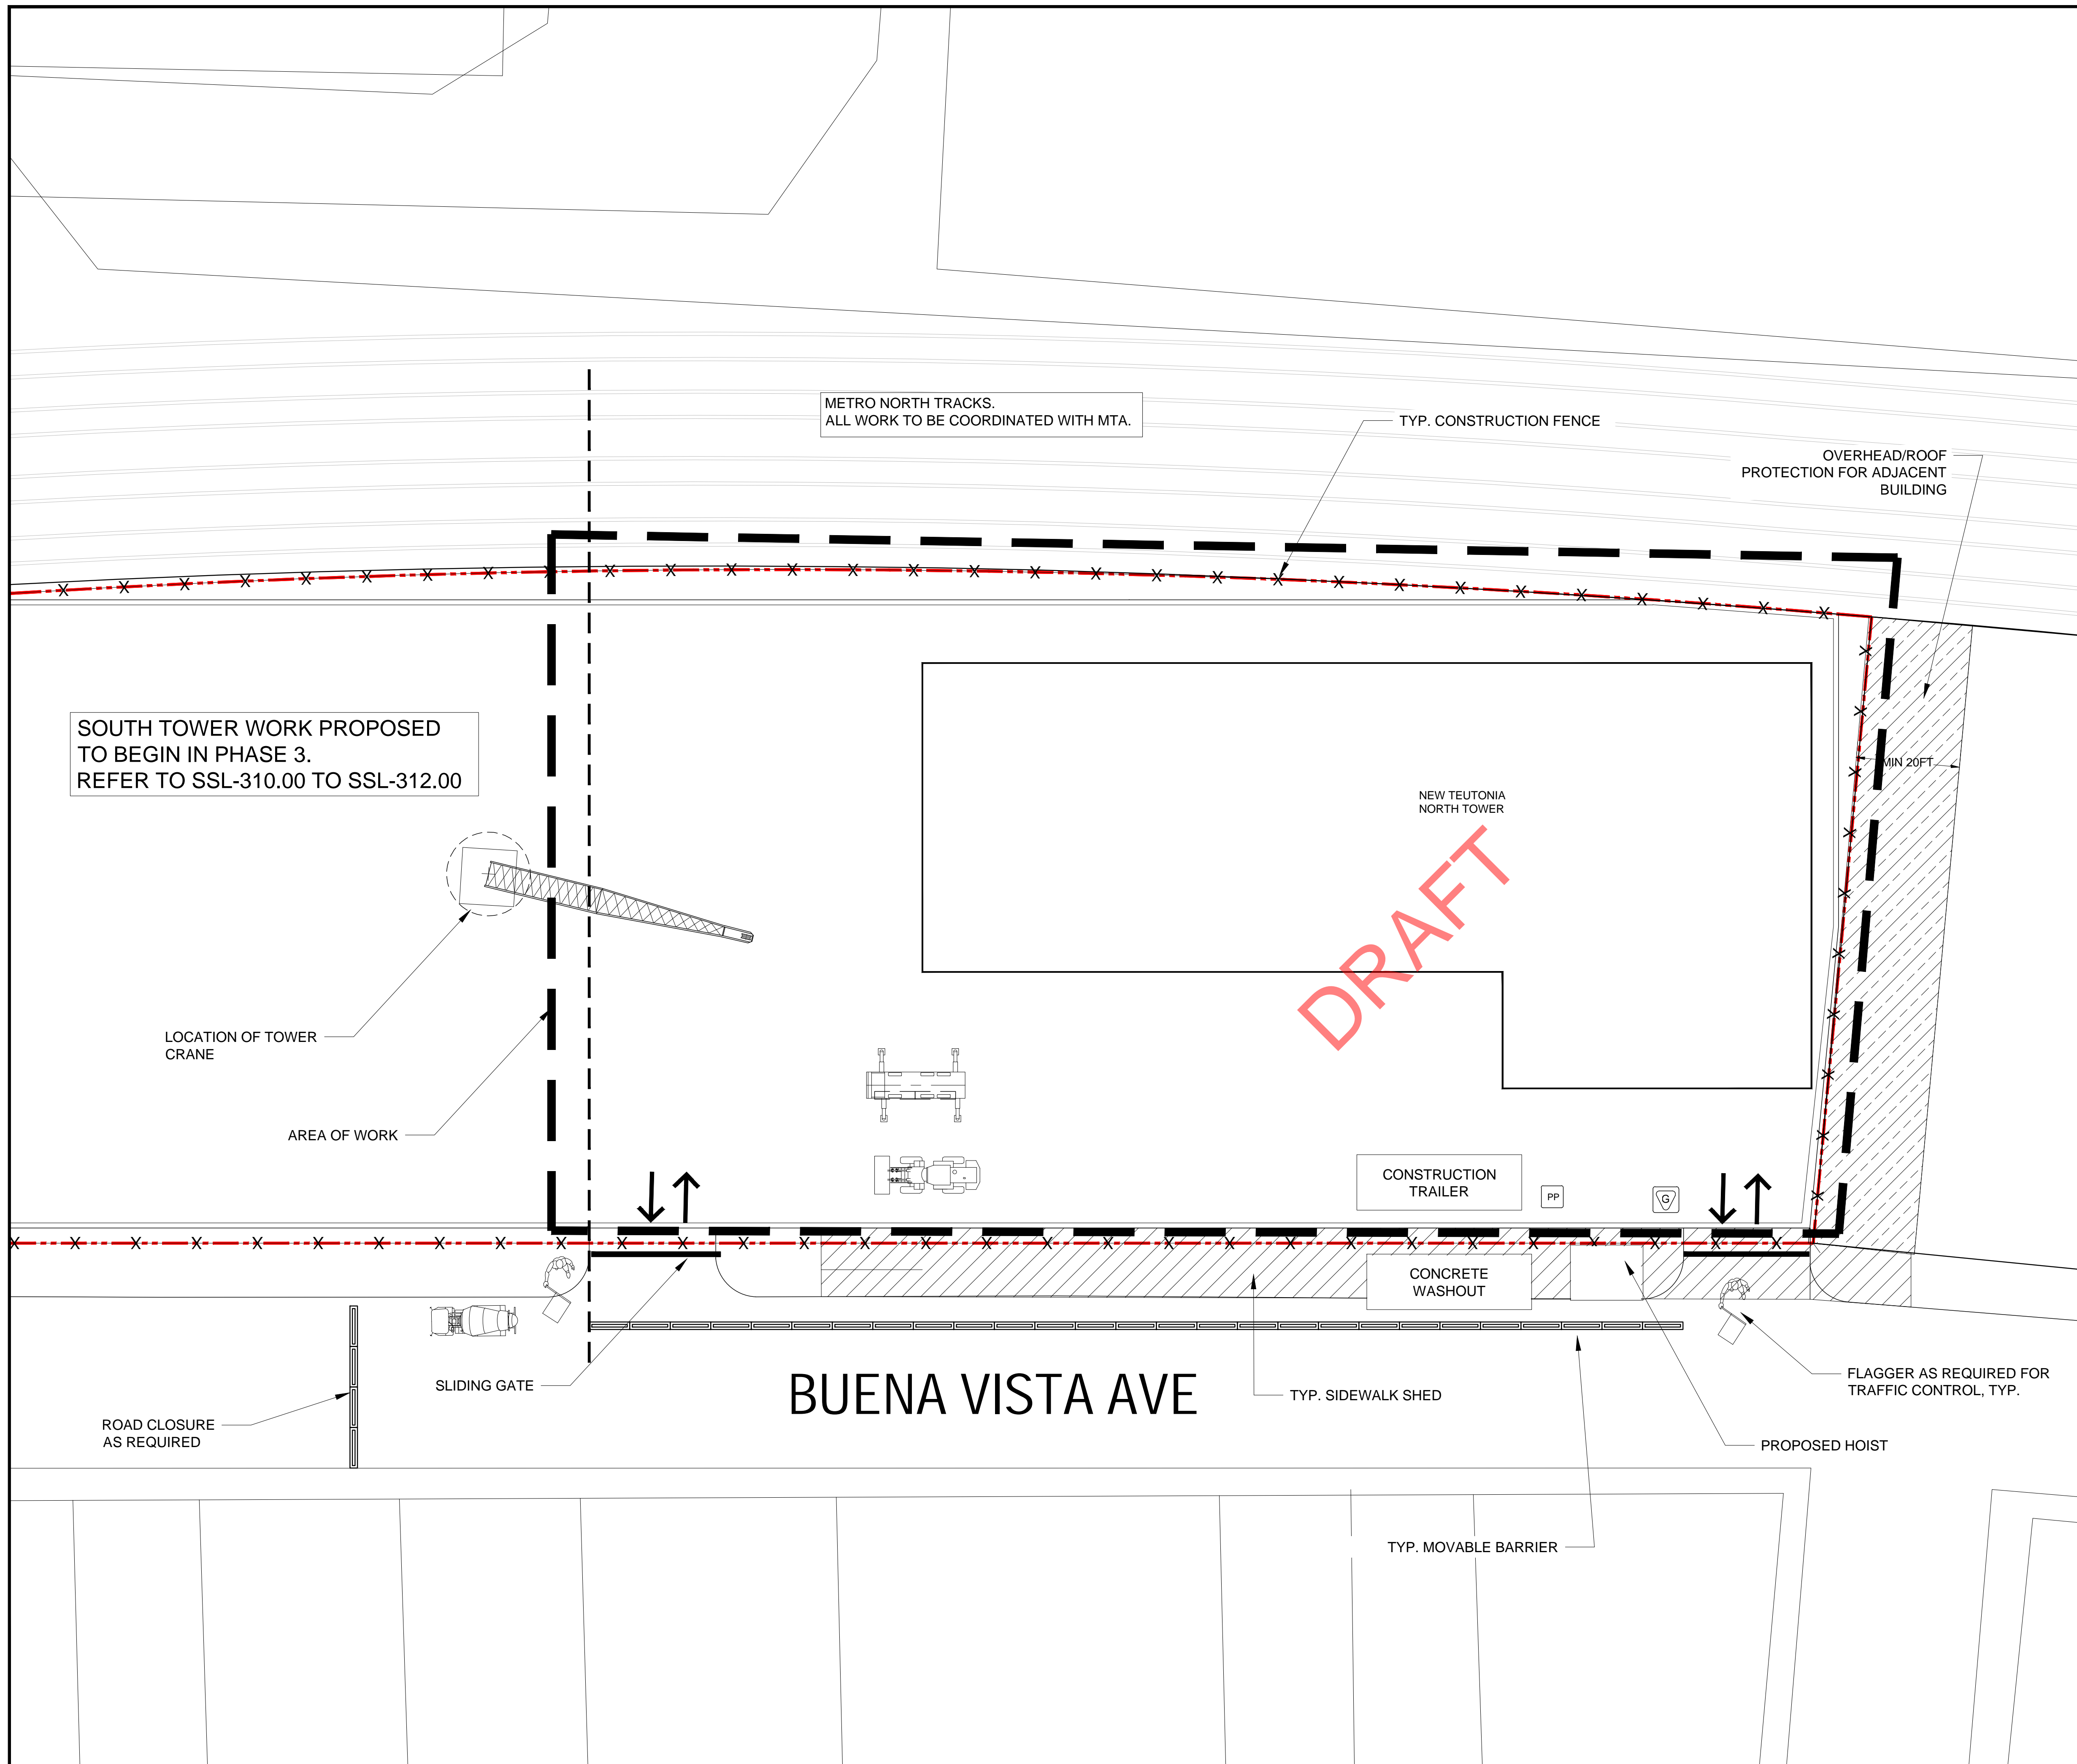 METRO NORTH TRACKS.
ALL WORK TO BE COORDINATED WITH MTA.
TYP. CONSTRUCTION FENCE
OVERHEAD/ROOF
PROTECTION FOR ADJACENT
BUILDING
SOUTH TOWER WORK PROPOSED
TO BEGIN IN PHASE 3.
REFER TO SSL-310.00 TO SSL-312.00
MIN 20FT
NEW TEUTONIA
NORTH TOWER
DRAFT
LOCATION OF TOWER
CRANE
AREA OF WORK
CONSTRUCTION
TRAILER
PP
G
CONCRETE
WASHOUT
SLIDING GATE
BUENA VISTA AVE
TYP. SIDEWALK SHED
FLAGGER AS REQUIRED FOR
TRAFFIC CONTROL, TYP.
ROAD CLOSURE
AS REQUIRED
PROPOSED HOIST
TYP. MOVABLE BARRIER